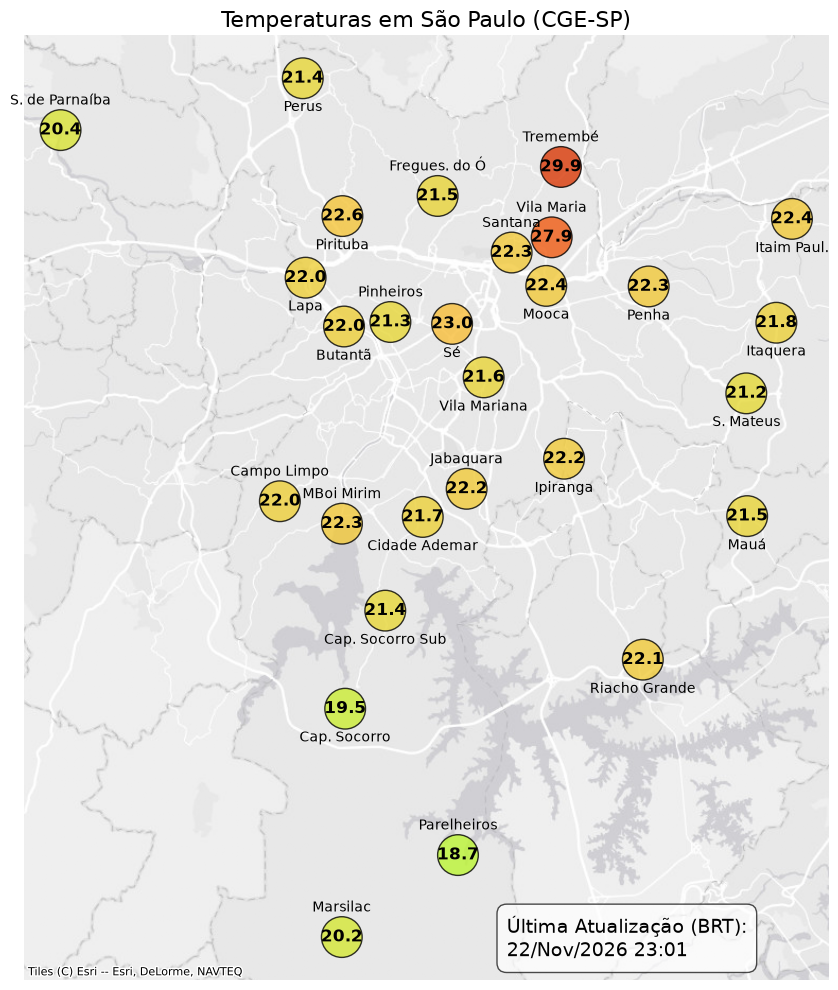 Temperaturas em São Paulo (CGE-SP)
21.4
Perus
S. de Parnaíba
20.4
Tremembé
29.9
Fregues. do Ó
21.5
22.6
Pirituba
Vila Maria
27.9
Santana
22.3
22.4
Itaim Paul.
22.0
Lapa
22.4
Mooca
22.3
Penha
Pinheiros
21.3
22.0
Butantã
23.0
Sé
21.8
Itaquera
21.6
Vila Mariana
21.2
S. Mateus
Jabaquara
22.2
22.2
Ipiranga
Campo Limpo
22.0
MBoi Mirim
22.3
21.7
Cidade Ademar
21.5
Mauá
21.4
Cap. Socorro Sub
22.1
Riacho Grande
19.5
Cap. Socorro
Parelheiros
18.7
Marsilac
20.2
Última Atualização (BRT):
22/Nov/2026 23:01
Tiles (C) Esri -- Esri, DeLorme, NAVTEQ